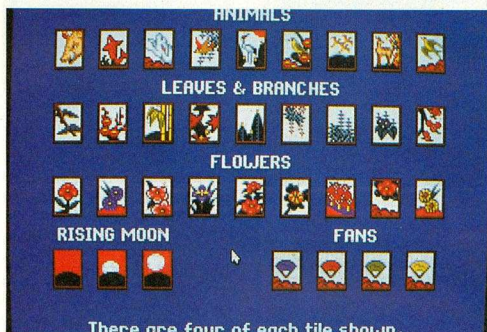 ANIMALS
LEAVES & BRANCHES
FLOWERS
RISING MOON FANS
There are four of each tile shown